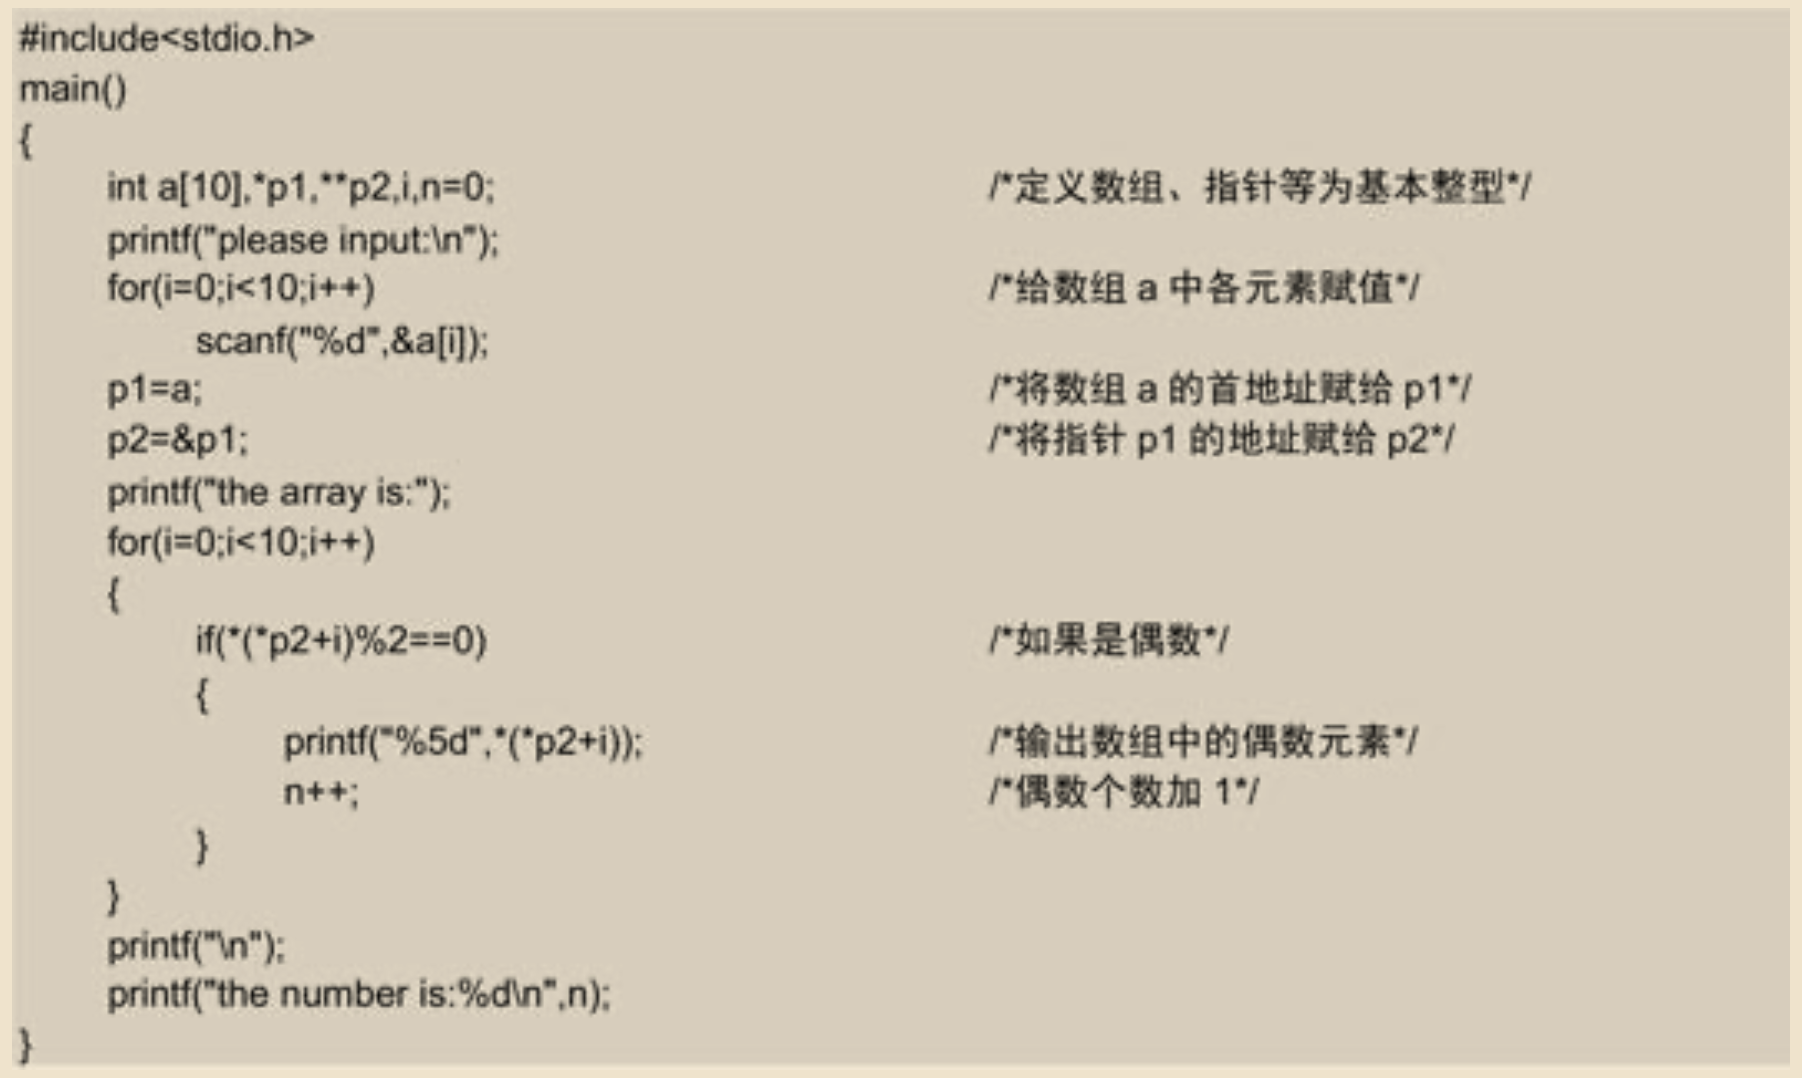 #include<stdio.h>
main()
{
int a[10],*p1,**p2,i,n=0; /*定义数组、指针等为基本整型*/
printf("please input:\n");
for(i=0;i<10;i++) /*给数组 a 中各元素赋值*/
scanf("%d",&a[i]);
p1=a; /*将数组 a 的首地址赋给 p1*/
p2=&p1; /*将指针 p1 的地址赋给 p2*/
printf("the array is:");
for(i=0;i<10;i++)
{
if(*(*p2+i)%2==0) /*如果是偶数*/
{
printf("%5d",*(*p2+i)); /*输出数组中的偶数元素*/
n++; /*偶数个数加 1*/
}
}
printf("\n");
printf("the number is:%d\n",n);
}